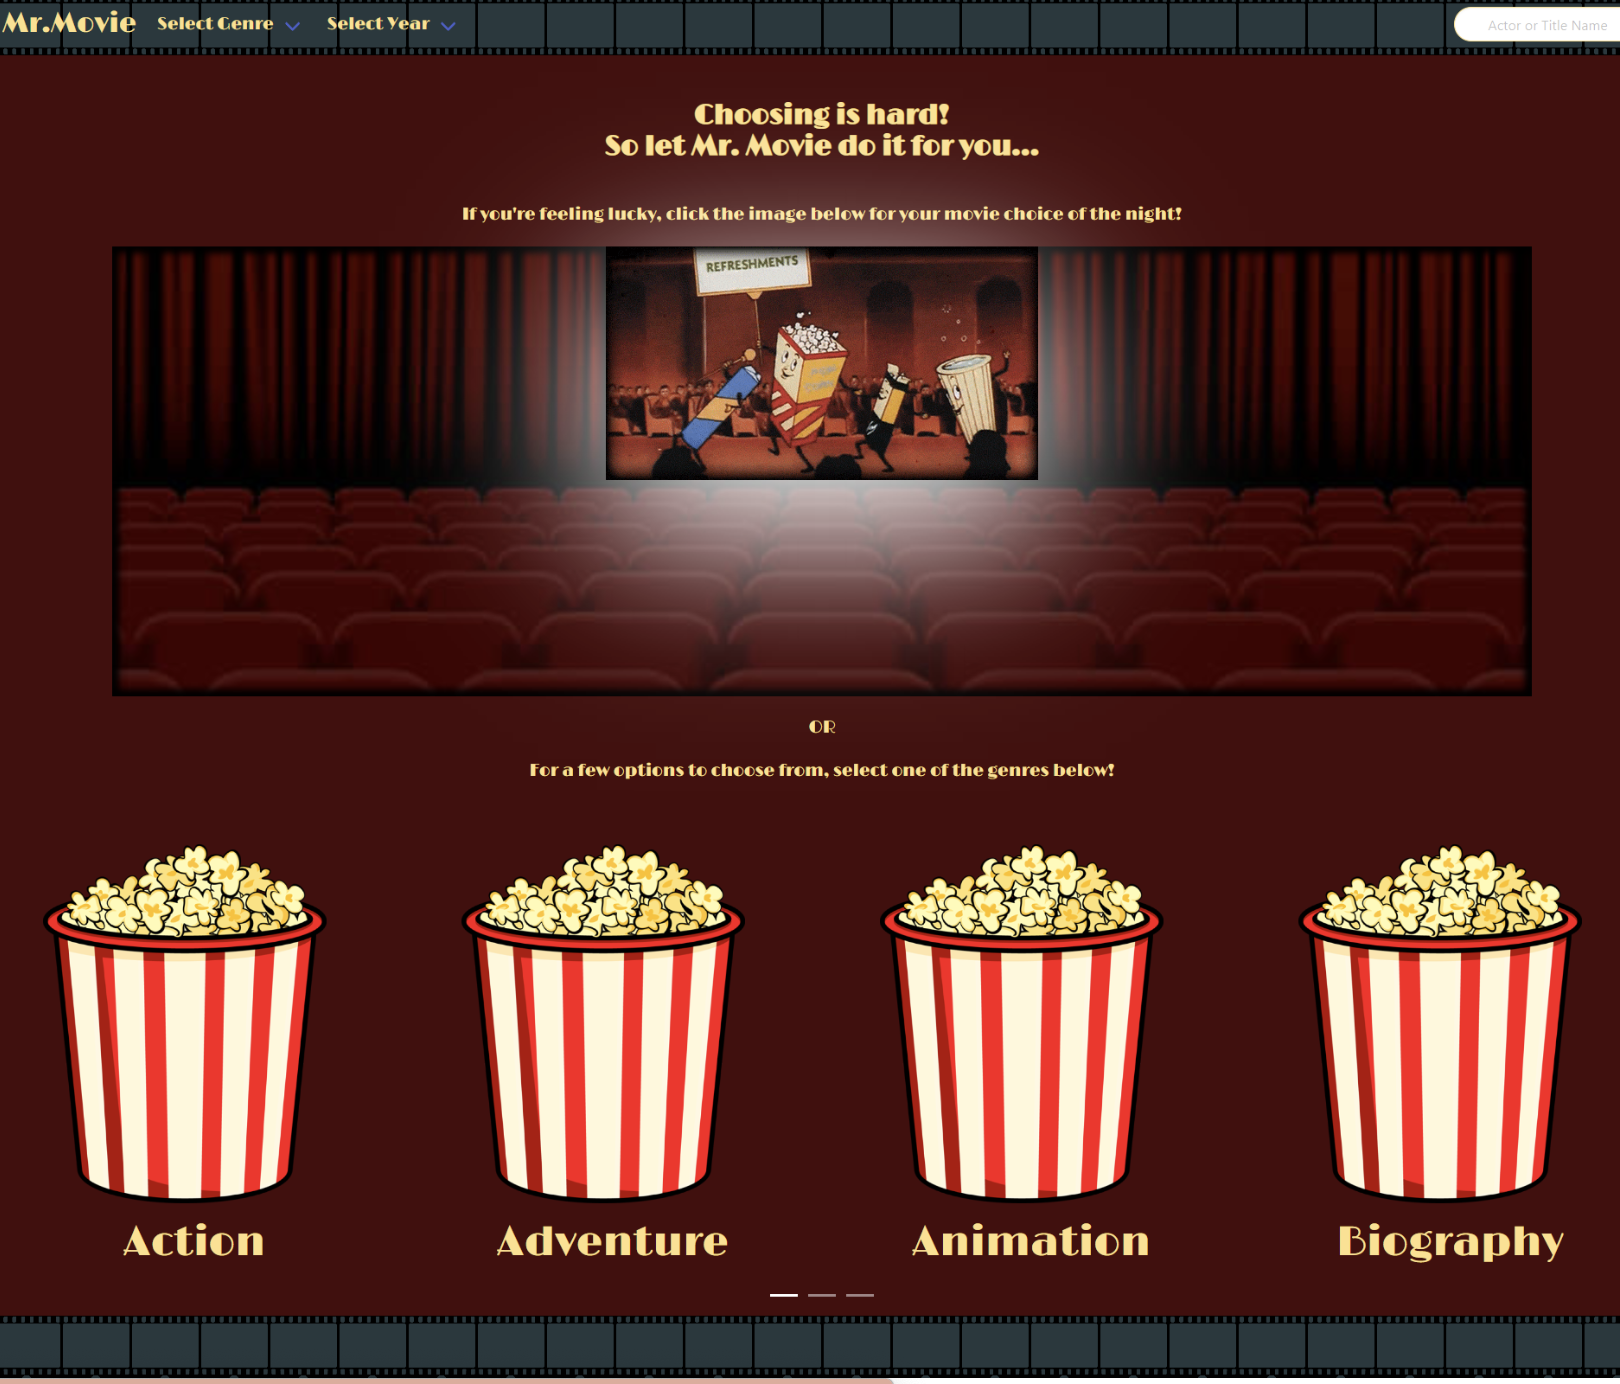 Mr.Movie
Select Genre
Select Year
Actor or Title Name
Choosing is hard!
So let Mr. Movie do it for you...
If you're feeling lucky, click the image below for your movie choice of the night!
REFRESHMENTS
OR
For a few options to choose from, select one of the genres below!
Action
Adventure
Animation
Biography